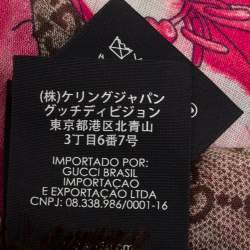 (株)ケリングジャパン
グッチディビジョン
東京都港区北青山
3丁目6番7号
IMPORTADO POR:
GUCCI BRASIL
IMPORTACAO
E EXPORTAÇAO LTDA
CNPJ: 08.338.986/0001-16